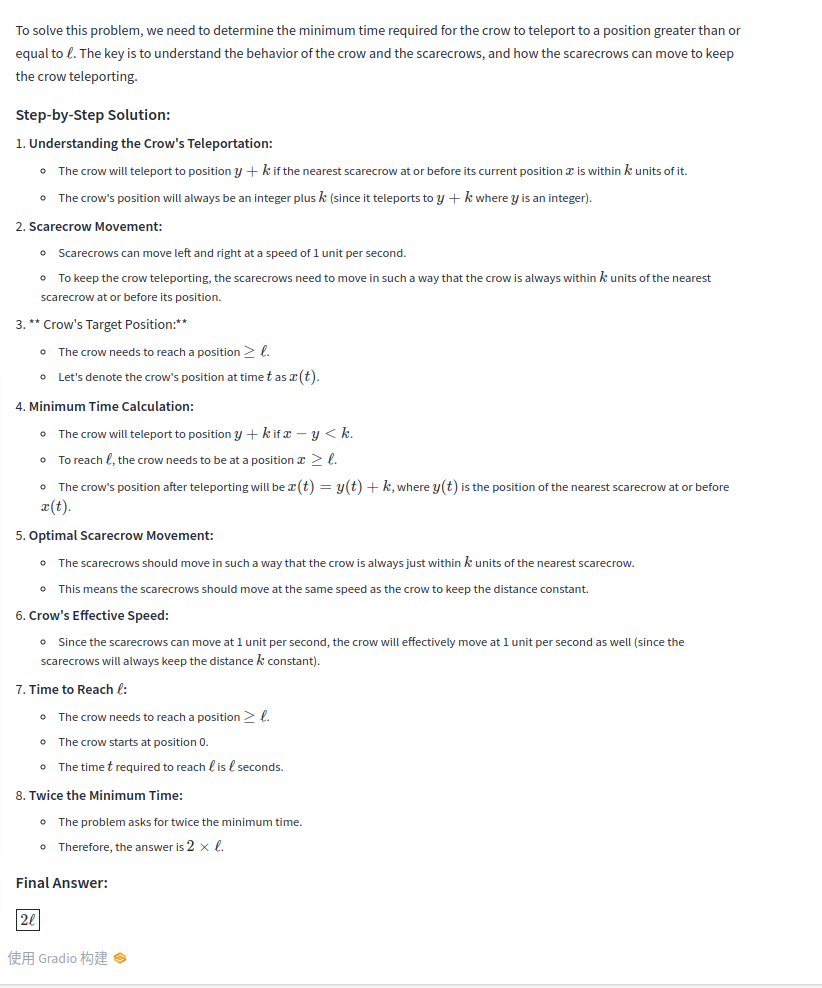 To solve this problem, we need to determine the minimum time required for the crow to teleport to a position greater than or
equal to ℓ. The key is to understand the behavior of the crow and the scarecrows, and how the scarecrows can move to keep
the crow teleporting.
Step-by-Step Solution:
1. Understanding the Crow's Teleportation:
The crow will teleport to position y + k if the nearest scarecrow at or before its current position x is within k units of it.
The crow's position will always be an integer plus k (since it teleports to y + k where y is an integer).
2. Scarecrow Movement:
Scarecrows can move left and right at a speed of 1 unit per second.
To keep the crow teleporting, the scarecrows need to move in such a way that the crow is always within k units of the nearest
scarecrow at or before its position.
3. ** Crow's Target Position:**
The crow needs to reach a position ≥ ℓ.
Let's denote the crow's position at time t as x(t).
4. Minimum Time Calculation:
The crow will teleport to position y + k if x − y < k.
To reach ℓ, the crow needs to be at a position x ≥ ℓ.
The crow's position after teleporting will be x(t) = y(t) + k, where y(t) is the position of the nearest scarecrow at or before
x(t).
5. Optimal Scarecrow Movement:
The scarecrows should move in such a way that the crow is always just within k units of the nearest scarecrow.
This means the scarecrows should move at the same speed as the crow to keep the distance constant.
6. Crow's Effective Speed:
Since the scarecrows can move at 1 unit per second, the crow will effectively move at 1 unit per second as well (since the
scarecrows will always keep the distance k constant).
7. Time to Reach ℓ:
The crow needs to reach a position ≥ ℓ.
The crow starts at position 0.
The time t required to reach ℓ is ℓ seconds.
8. Twice the Minimum Time:
The problem asks for twice the minimum time.
Therefore, the answer is 2 × ℓ.
Final Answer:
2ℓ
使用 Gradio 构建